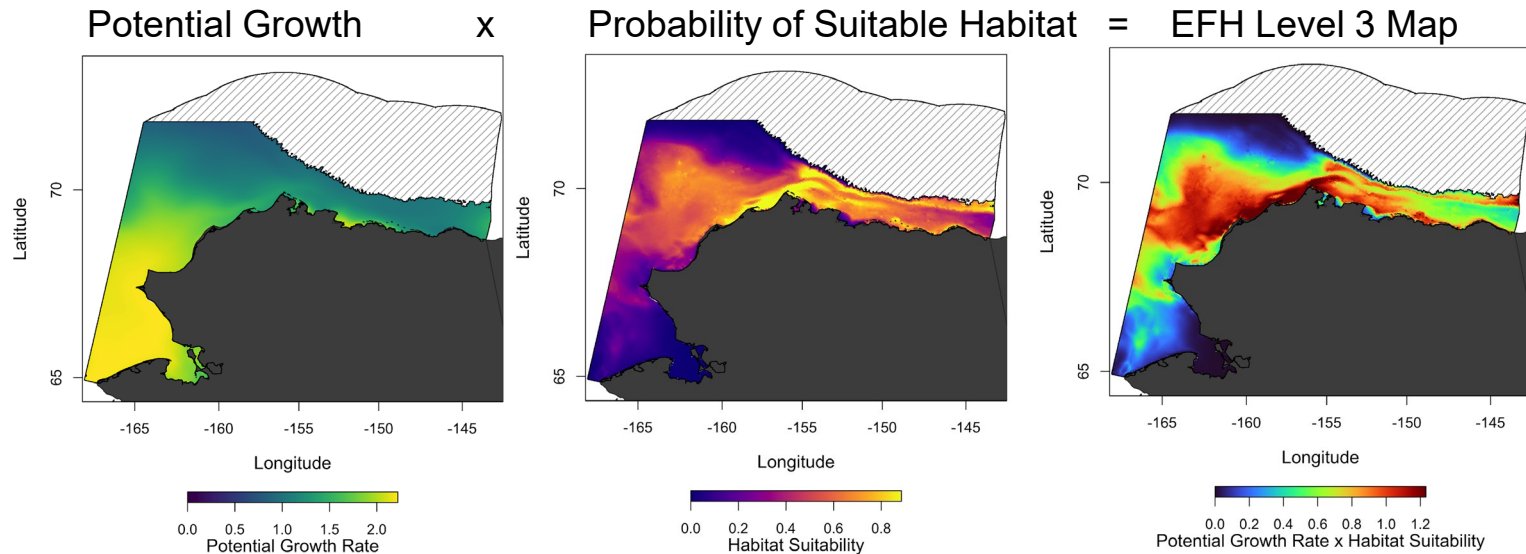 Potential Growth x Probability of Suitable Habitat = EFH Level 3 Map
Latitude
70
65
-165 -160 -155 -150 -145
Longitude
0.0 0.5 1.0 1.5 2.0
Potential Growth Rate
Latitude
70
65
-165 -160 -155 -150 -145
Longitude
0.0 0.2 0.4 0.6 0.8
Habitat Suitability
Latitude
70
65
-165 -160 -155 -150 -145
Longitude
0.0 0.2 0.4 0.6 0.8 1.0 1.2
Potential Growth Rate x Habitat Suitability